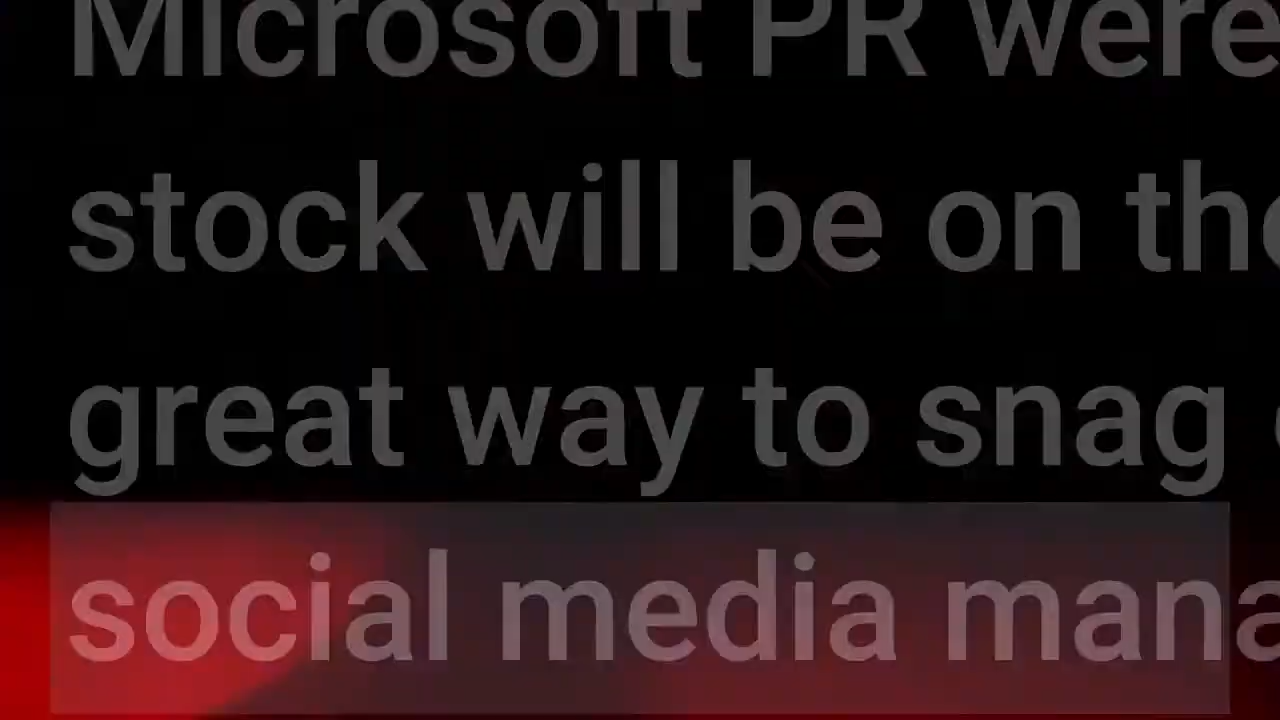 Microsoft PR were
stock will be on the
great way to snag
social media mana